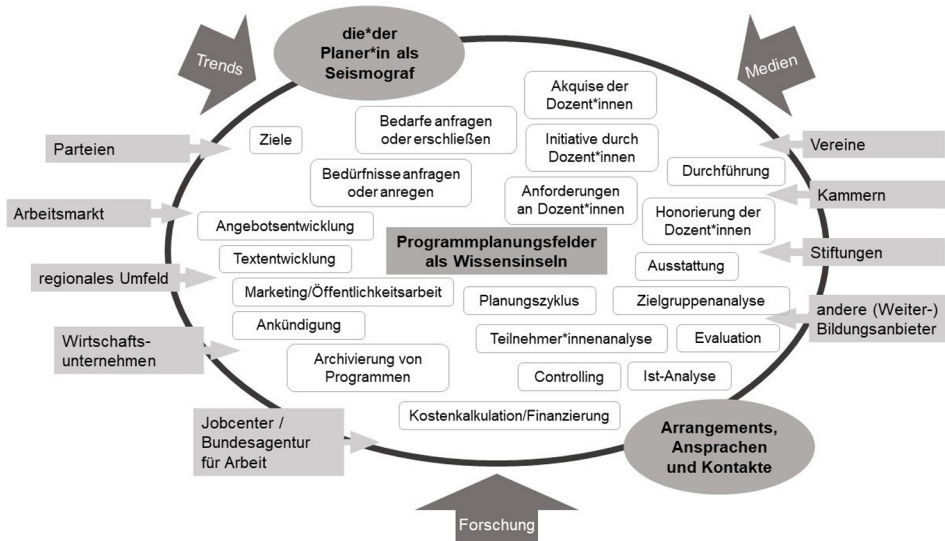 die*der
Planer*in als
Seismograf
Trends
Medien
Akquise der
Dozent*innen
Bedarfe anfragen
oder erschließen
Ziele
Initiative durch
Dozent*innen
Parteien
Vereine
Bedürfnisse anfragen
oder anregen
Durchführung
Anforderungen
an Dozent*innen
Kammern
Arbeitsmarkt
Angebotsentwicklung
Honorierung der
Dozent*innen
Programmplanungsfelder
als Wissensinseln
Textentwicklung
Ausstattung
Stiftungen
regionales Umfeld
Marketing/Öffentlichkeitsarbeit
Planungszyklus
Zielgruppenanalyse
andere (Weiter-)
Bildungsanbieter
Ankündigung
Teilnehmer*innenanalyse
Evaluation
Wirtschafts-
unternehmen
Archivierung von
Programmen
Controlling
Ist-Analyse
Kostenkalkulation/Finanzierung
Jobcenter /
Bundesagentur
für Arbeit
Arrangements,
Ansprachen
und Kontakte
Forschung